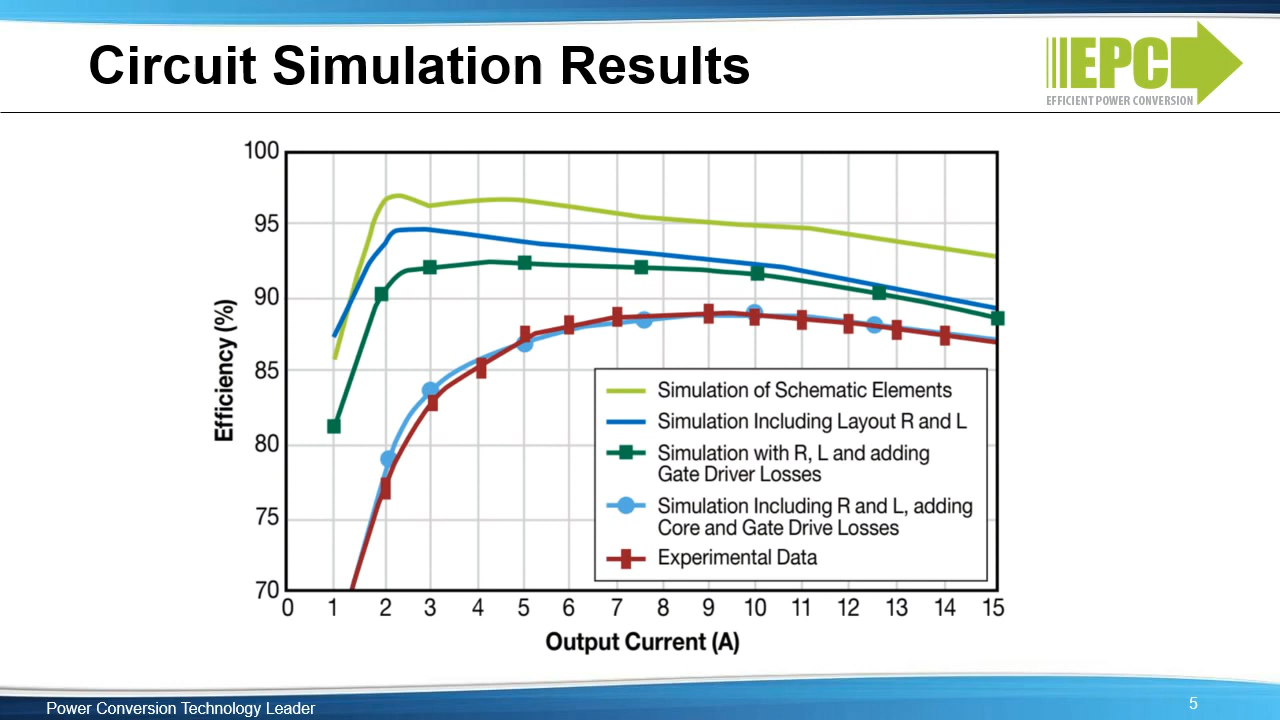 Circuit Simulation Results
EPC
EFFICIENT POWER CONVERSION
100
95
90
85
80
75
70
Efficiency (%)
Simulation of Schematic Elements
Simulation Including Layout R and L
Simulation with R, L and adding
Gate Driver Losses
Simulation Including R and L, adding
Core and Gate Drive Losses
Experimental Data
0 1 2 3 4 5 6 7 8 9 10 11 12 13 14 15
Output Current (A)
Power Conversion Technology Leader
5